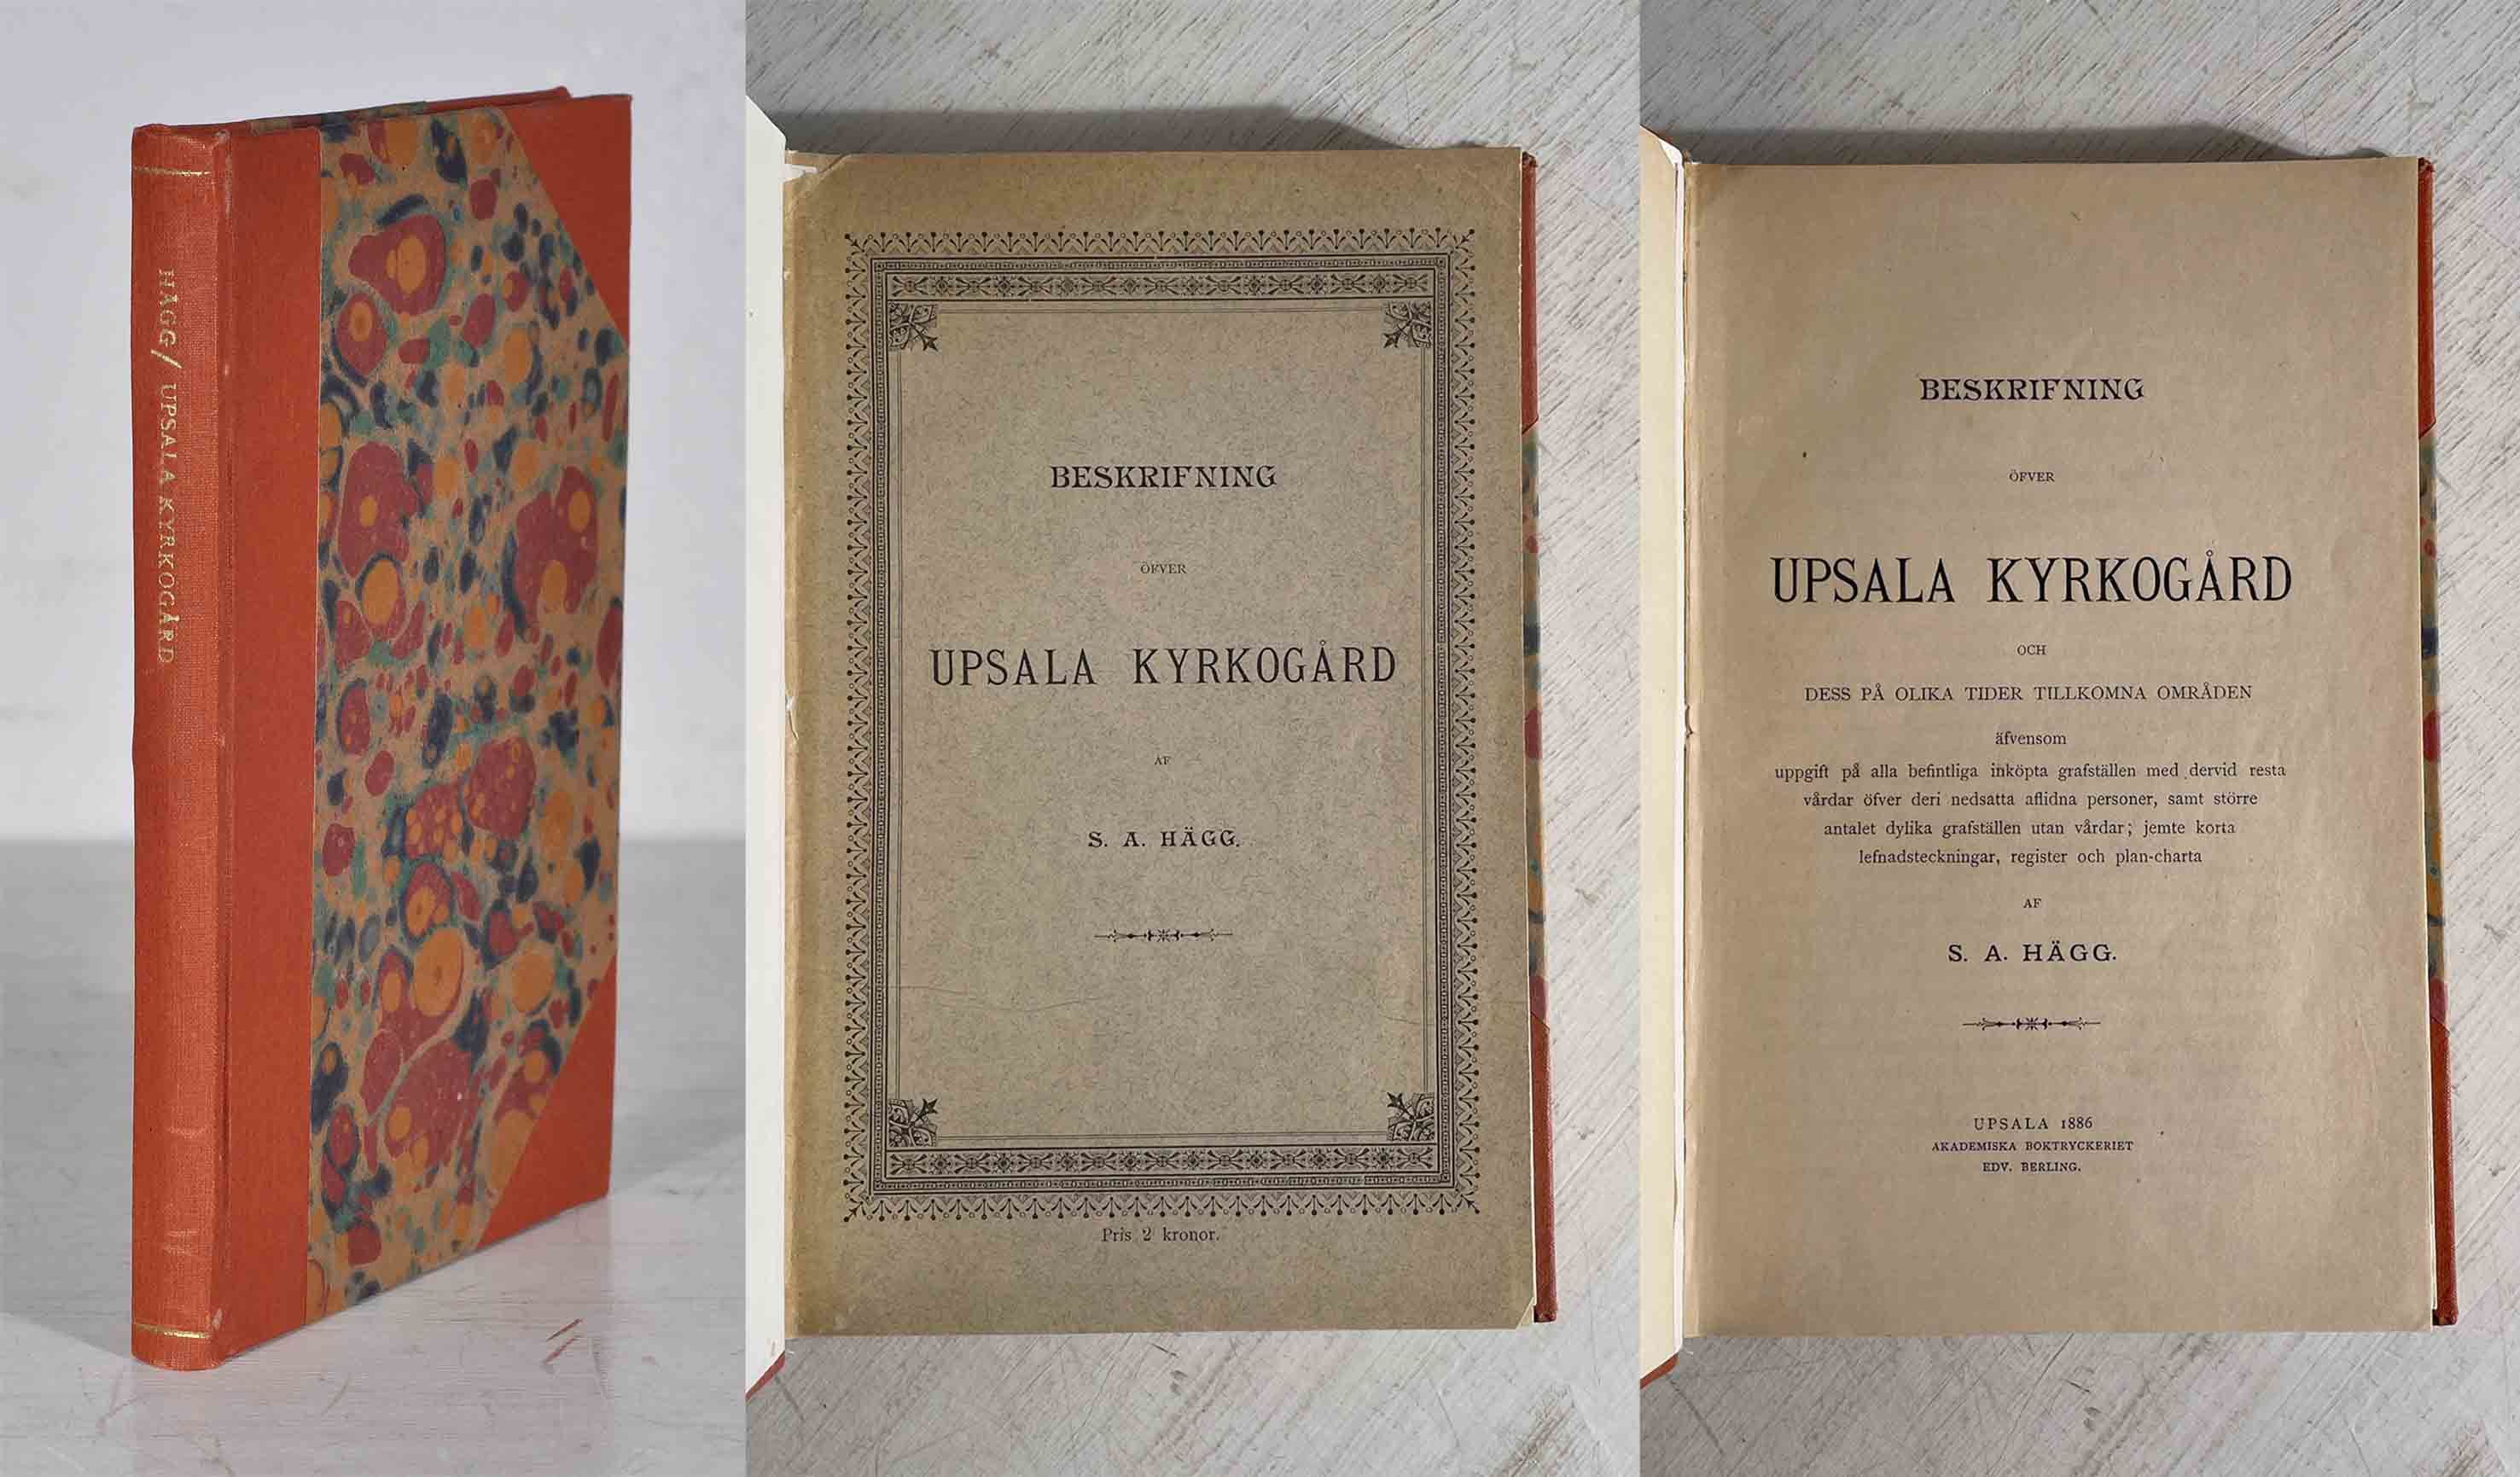 HÄGG/ UPSALA KYRKOGÅRD
BESKRIFNING
ÖFVER
UPSALA KYRKOGÅRD
AF
S. A. HÄGG.
Pris 2 kronor.
BESKRIFNING
ÖFVER
UPSALA KYRKOGÅRD
OCH
DESS PÅ OLIKA TIDER TILLKOMNA OMRÅDEN
äfvensom
uppgift på alla befintliga inköpta grafställen med dervid resta
vårdar öfver deri nedsatta aflidna personer, samt större
antalet dylika grafställen utan vårdar; jemte korta
lefnadsteckningar, register och plan-charta
AF
S. A. HÄGG.
UPSALA 1886
AKADEMISKA BOKTRYCKERIET
EDV. BERLING.